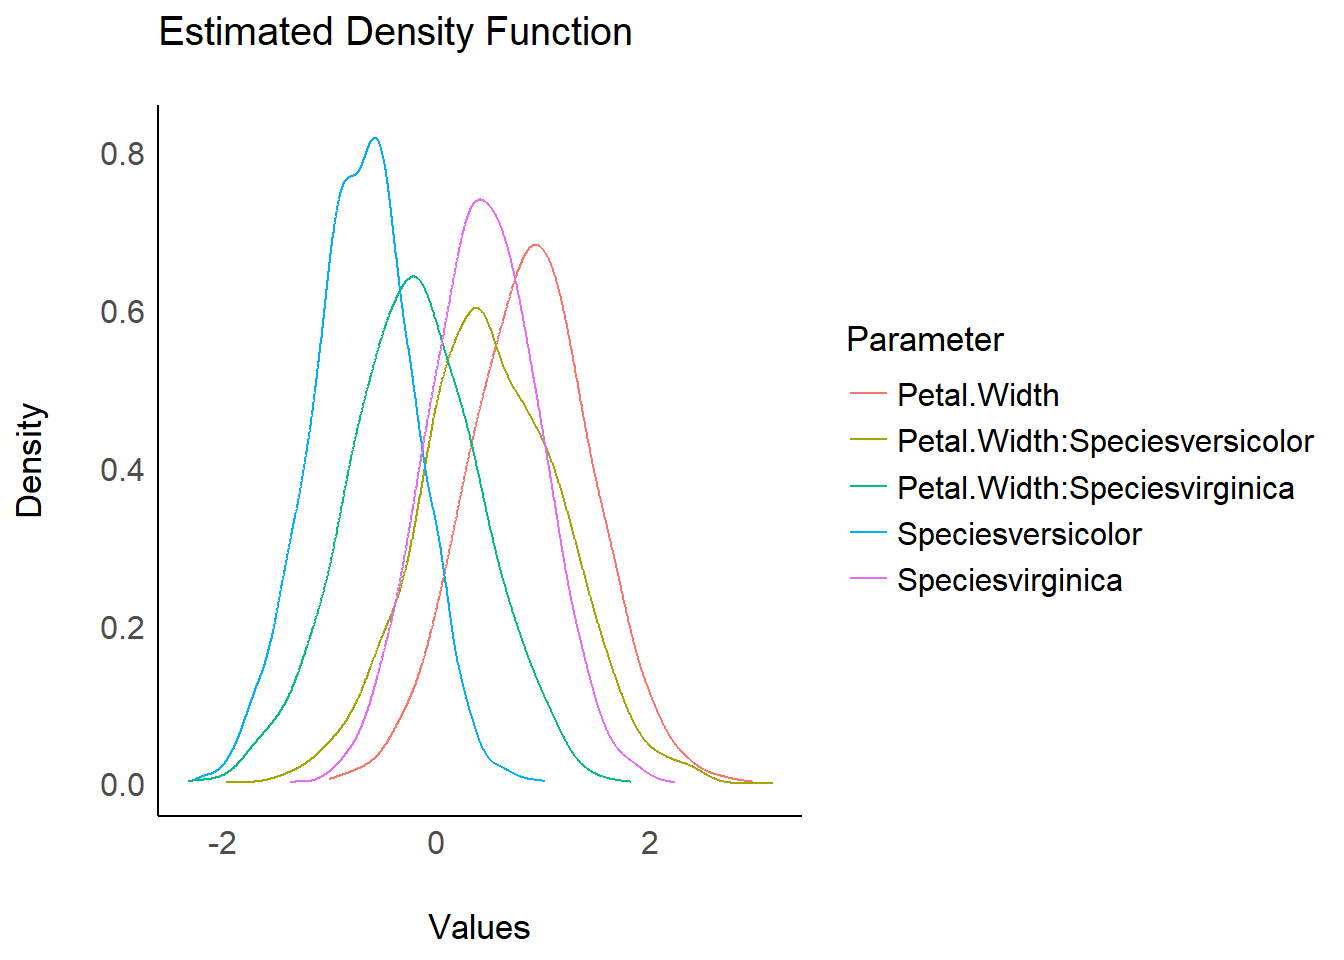 Estimated Density Function
0.8
0.6
0.4
0.2
0.0
Density
-2 0 2
Values
Parameter
Petal.Width
Petal.Width:Speciesversicolor
Petal.Width:Speciesvirginica
Speciesversicolor
Speciesvirginica